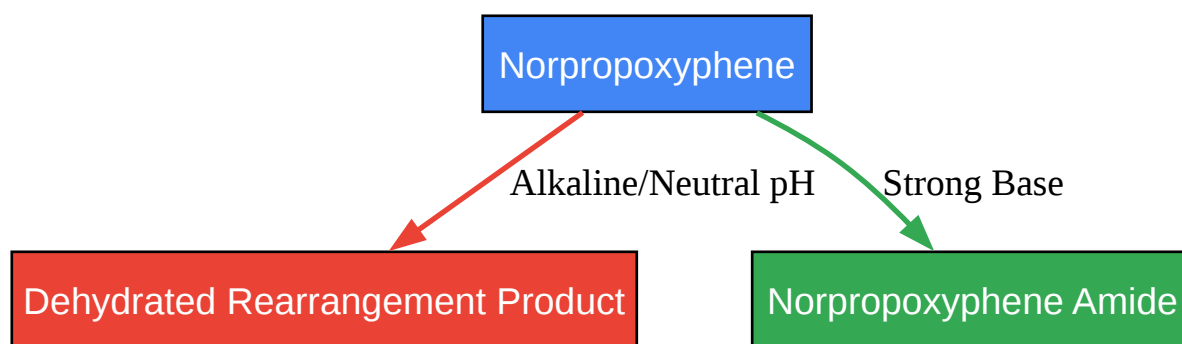 Norpropoxyphene
Alkaline/Neutral pH
Strong Base
Dehydrated Rearrangement Product
Norpropoxyphene Amide